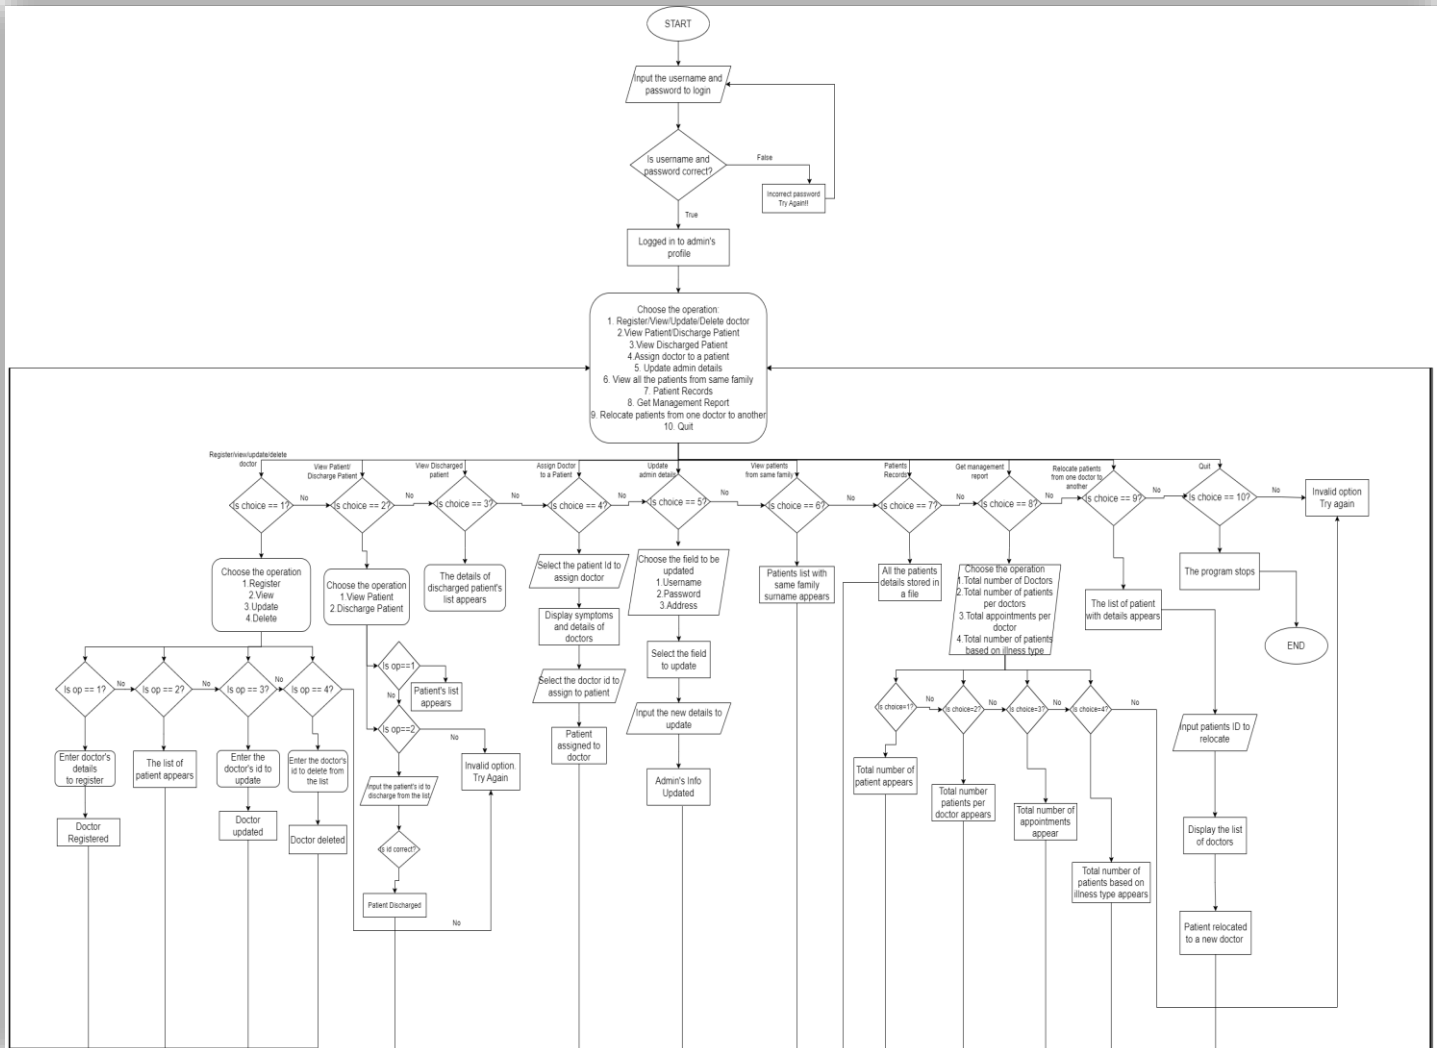 START
Input the username and
password to login
Is username and
password correct?
False
Incorrect password
Try Again!!
True
Logged in to admin's
profile
Choose the operation:
1. Register/View/Update/Delete doctor
2.View Patient/Discharge Patient
3.View Discharged Patient
4.Assign doctor to a patient
5. Update admin details
6. View all the patients from same family
7. Patient Records
8. Get Management Report
9. Relocate patients from one doctor to another
10. Quit
Register/view/update/delete
doctor
View Patient/
Discharge Patient
View Discharged
patient
Assign Doctor
to a Patient
Update
admin details
View patients
from same family
Patients
Records
Get management
report
Relocate patients
from one doctor to
another
Quit
Is choice == 1?
No
Is choice == 2?
No
Is choice == 3?
No
Is choice == 4?
No
Is choice == 5?
No
Is choice == 6?
No
Is choice == 7?
No
Is choice == 8?
No
Is choice == 9?
No
Is choice == 10?
No
Invalid option
Try again
Choose the operation
1.Register
2.View
3.Update
4.Delete
Choose the operation
1.View Patient
2.Discharge Patient
The details of
discharged patient's
list appears
Select the patient Id to
assign doctor
Display symptoms
and details of
doctors
Select the doctor id to
assign to patient
Patient
assigned to
doctor
Choose the field to be
updated
1.Username
2.Password
3.Address
Select the field
to update
Input the new details to
update
Admin's Info
Updated
Patients list with
same family
surname appears
All the patients
details stored in
a file
Choose the operation
1.Total number of Doctors
2.Total number of patients
per doctors
3.Total appointments per
doctor
4.Total number of patients
based on illness type
The list of patient
with details appears
The program stops
END
Is op == 1?
No
Is op == 2?
No
Is op == 3?
No
Is op == 4?
Is op==1
Patient's list
appears
No
Is op==2
No
Invalid option.
Try Again
Input the patient's id to
discharge from the list
Is id correct?
Patient Discharged
No
Enter doctor's
details
to register
Doctor
Registered
The list of
patient appears
Enter the
doctor's id to
update
Doctor
updated
Enter the doctor's
id to delete from
the list
Doctor deleted
Is choice=1?
No
Is choice=2?
No
Is choice=3?
No
Is choice=4?
No
Total number of
patient appears
Total number
patients per
doctor appears
Total number of
appointments
appear
Total number of
patients based on
illness type appears
Input patients ID to
relocate
Display the list
of doctors
Patient relocated
to a new doctor